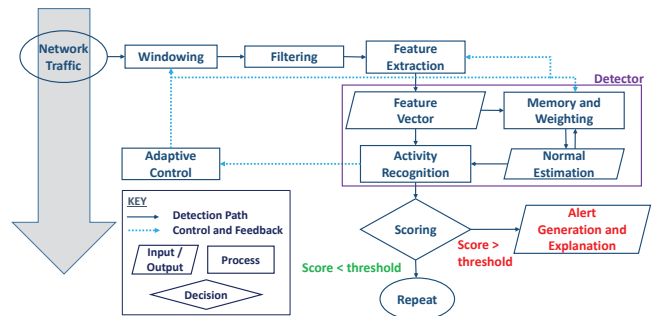 Network
Traffic
Windowing
Filtering
Feature
Extraction
Detector
Feature
Vector
Memory and
Weighting
Adaptive
Control
Activity
Recognition
Normal
Estimation
KEY
Detection Path
Control and Feedback
Input /
Output
Process
Decision
Scoring
Alert
Generation and
Explanation
Score >
threshold
Score < threshold
Repeat